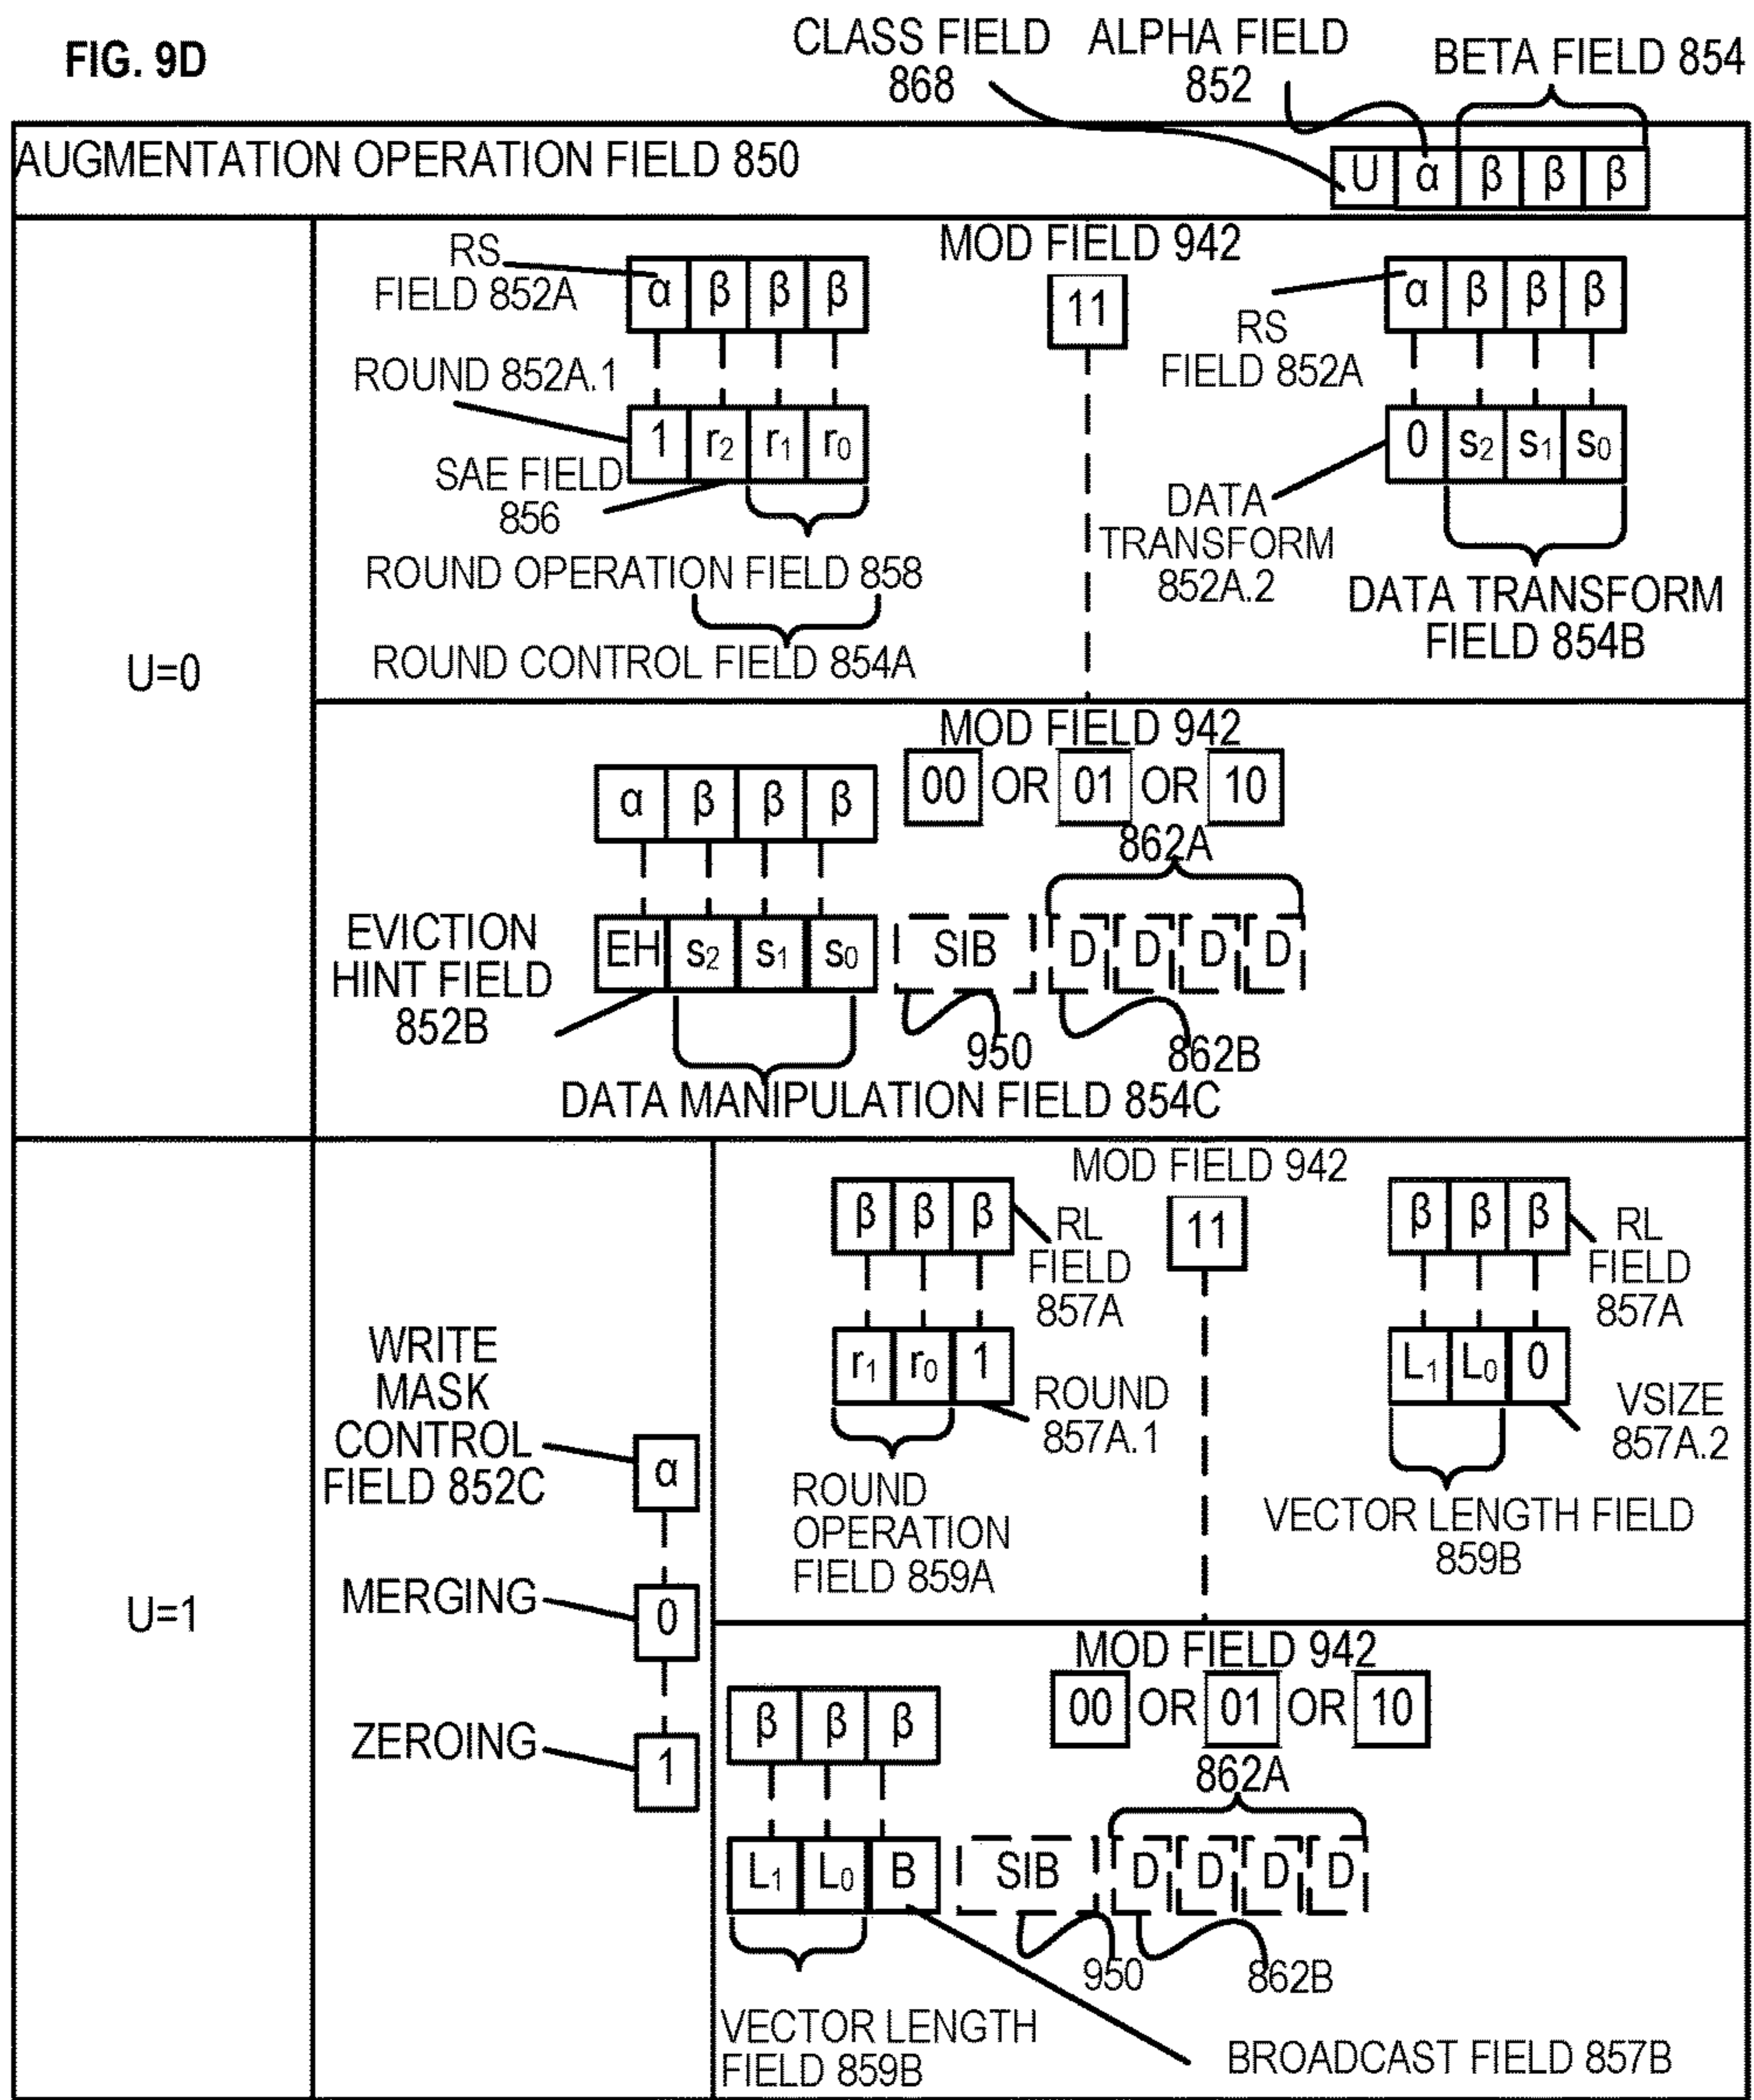 FIG. 9D
CLASS FIELD
868
ALPHA FIELD
852
BETA FIELD 854
AUGMENTATION OPERATION FIELD 850
U α β β β
U=0
MOD FIELD 942
11
RS
FIELD 852A
α β β β
ROUND 852A.1
1 r₂ r₁ r₀
SAE FIELD
856
ROUND OPERATION FIELD 858
ROUND CONTROL FIELD 854A
α β β β
RS
FIELD 852A
0 s₂ s₁ s₀
DATA
TRANSFORM
852A.2
DATA TRANSFORM
FIELD 854B
MOD FIELD 942
00 OR 01 OR 10
α β β β
862A
EVICTION
HINT FIELD
852B
EH s₂ s₁ s₀ SIB D D D D
950
862B
DATA MANIPULATION FIELD 854C
U=1
WRITE
MASK
CONTROL
FIELD 852C
α
MERGING
0
ZEROING
1
MOD FIELD 942
11
β β β
RL
FIELD
857A
r₁ r₀ 1
ROUND
857A.1
ROUND
OPERATION
FIELD 859A
β β β
RL
FIELD
857A
L₁ L₀ 0
VSIZE
857A.2
VECTOR LENGTH FIELD
859B
MOD FIELD 942
00 OR 01 OR 10
β β β
862A
L₁ L₀ B SIB D D D D
950
862B
VECTOR LENGTH
FIELD 859B
BROADCAST FIELD 857B